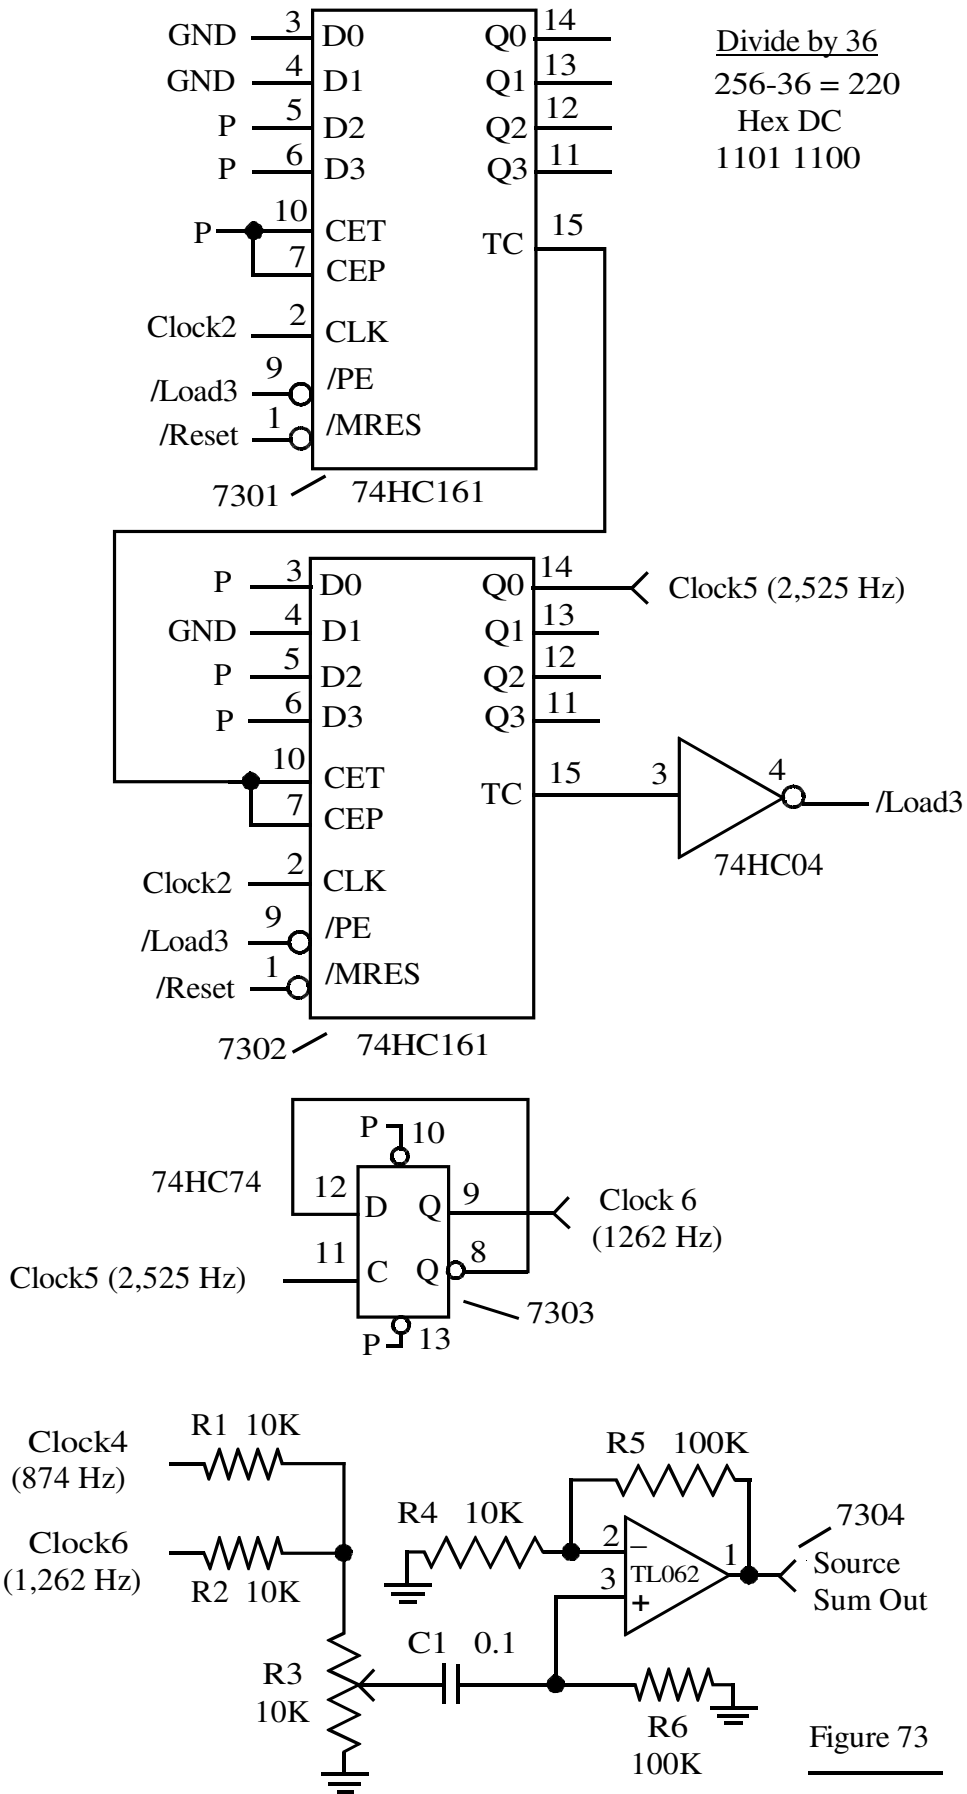 Divide by 36
256-36 = 220
Hex DC
1101 1100
GND 3 D0 Q0 14
GND 4 D1 Q1 13
P 5 D2 Q2 12
P 6 D3 Q3 11
P 10 CET TC 15
7 CEP
Clock2 2 CLK
/Load3 9 /PE
/Reset 1 /MRES
7301 74HC161
P 3 D0 Q0 14 Clock5 (2,525 Hz)
GND 4 D1 Q1 13
P 5 D2 Q2 12
P 6 D3 Q3 11
10 CET TC 15 3 4 /Load3
7 CEP
74HC04
Clock2 2 CLK
/Load3 9 /PE
/Reset 1 /MRES
7302 74HC161
P 10
74HC74 12 D Q 9 Clock 6
(1262 Hz)
Clock5 (2,525 Hz) 11 C Q 8
7303
P 13
Clock4 R1 10K
(874 Hz)
Clock6
(1,262 Hz) R2 10K
R3
10K
C1 0.1
R4 10K
R5 100K
2 −
TL062 1
3 +
7304
Source
Sum Out
R6
100K
Figure 73